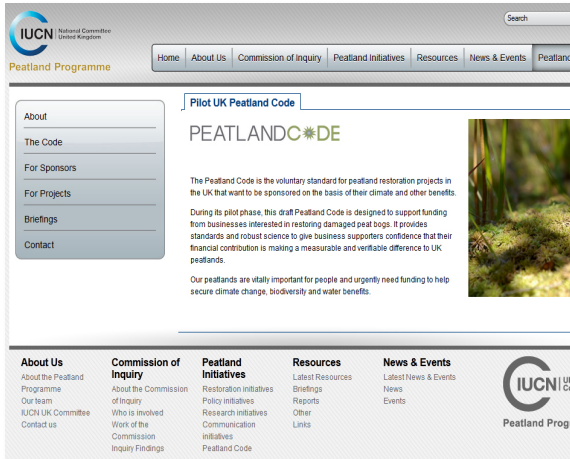 Search
IUCN
National Committee
United Kingdom
Peatland Programme
Home About Us Commission of Inquiry Peatland Initiatives Resources News & Events Peatland
About
The Code
For Sponsors
For Projects
Briefings
Contact
Pilot UK Peatland Code
PEATLANDCODE
The Peatland Code is the voluntary standard for peatland restoration projects in
the UK that want to be sponsored on the basis of their climate and other benefits.
During its pilot phase, this draft Peatland Code is designed to support funding
from businesses interested in restoring damaged peat bogs. It provides
standards and robust science to give business supporters confidence that their
financial contribution is making a measurable and verifiable difference to UK
peatlands.
Our peatlands are vitally important for people and urgently need funding to help
secure climate change, biodiversity and water benefits.
About Us
About the Peatland
Programme
Our team
IUCN UK Committee
Contact us
Commission of
Inquiry
About the Commission
of Inquiry
Who is involved
Work of the
Commission
Inquiry Findings
Peatland
Initiatives
Restoration initiatives
Policy initiatives
Research initiatives
Communication
initiatives
Peatland Code
Resources
Latest Resources
Briefings
Reports
Other
Links
News & Events
Latest News & Events
News
Events
IUCN
Peatland Prog